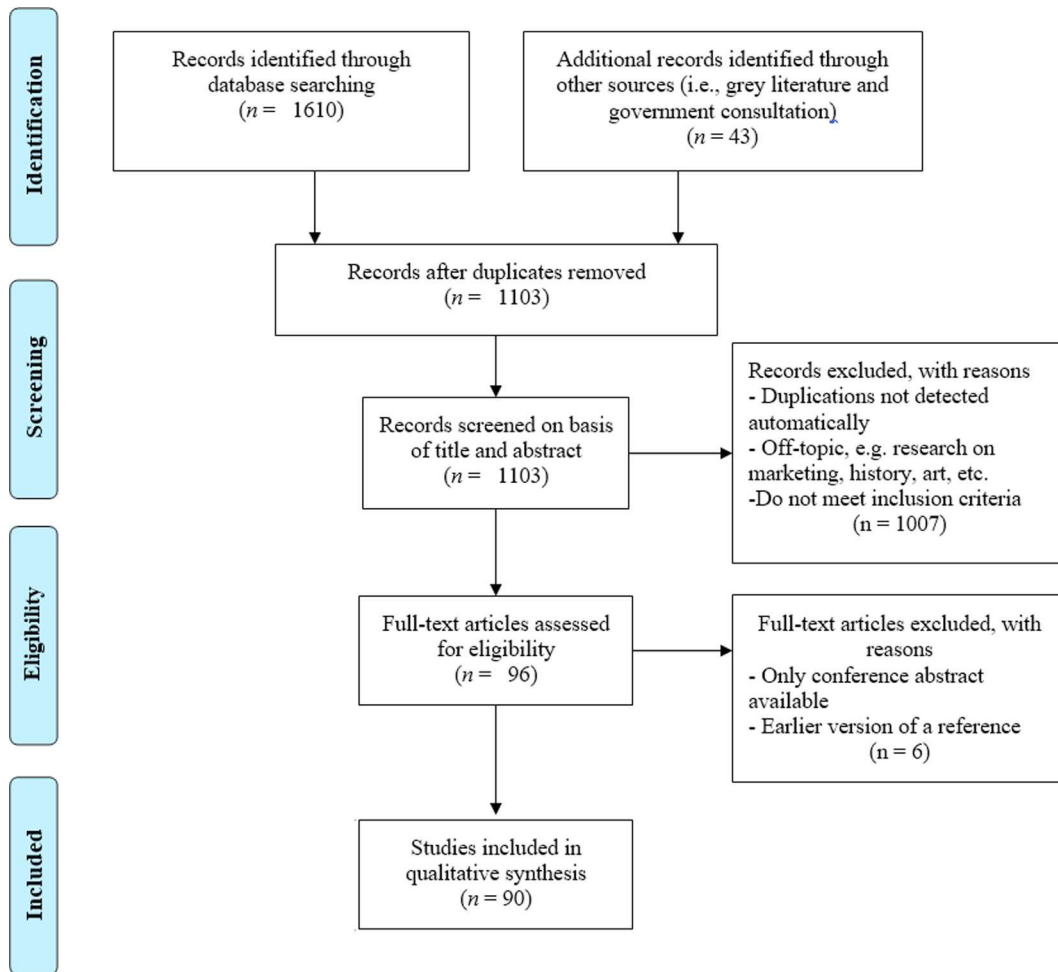 Identification
Records identified through
database searching
(n = 1610)
Additional records identified through
other sources (i.e., grey literature and
government consultation)
(n = 43)
Records after duplicates removed
(n = 1103)
Screening
Records screened on basis
of title and abstract
(n = 1103)
Records excluded, with reasons
- Duplications not detected
automatically
- Off-topic, e.g. research on
marketing, history, art, etc.
-Do not meet inclusion criteria
(n = 1007)
Eligibility
Full-text articles assessed
for eligibility
(n = 96)
Full-text articles excluded, with
reasons
- Only conference abstract
available
- Earlier version of a reference
(n = 6)
Included
Studies included in
qualitative synthesis
(n = 90)